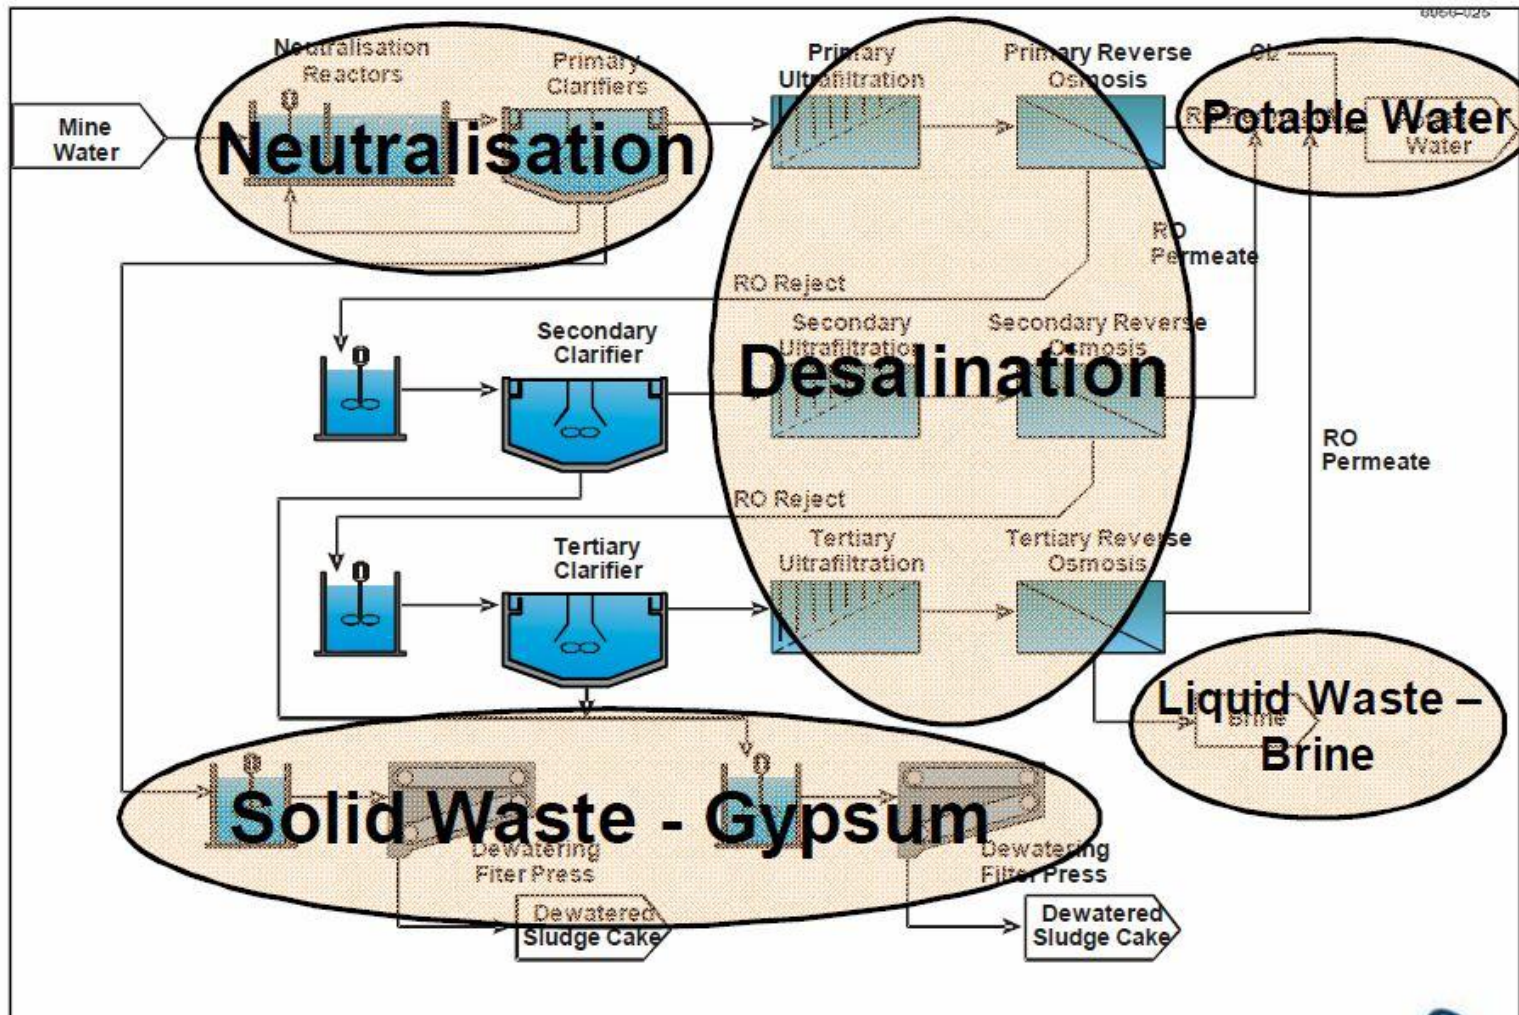 Neutralisation
Reactors
Primary
Clarifiers
Primary
Ultrafiltration
Primary Reverse
Osmosis
Mine
Water
Neutralisation
Potable Water
Water
RO
Permeate
RO Reject
Secondary
Clarifier
Secondary
Ultrafiltration
Secondary Reverse
Osmosis
Desalination
RO
Permeate
RO Reject
Tertiary
Clarifier
Tertiary
Ultrafiltration
Tertiary Reverse
Osmosis
Liquid Waste –
Brine
Brine
Solid Waste - Gypsum
Dewatering
Fiter Press
Dewatering
Filter Press
Dewatered
Sludge Cake
Dewatered
Sludge Cake